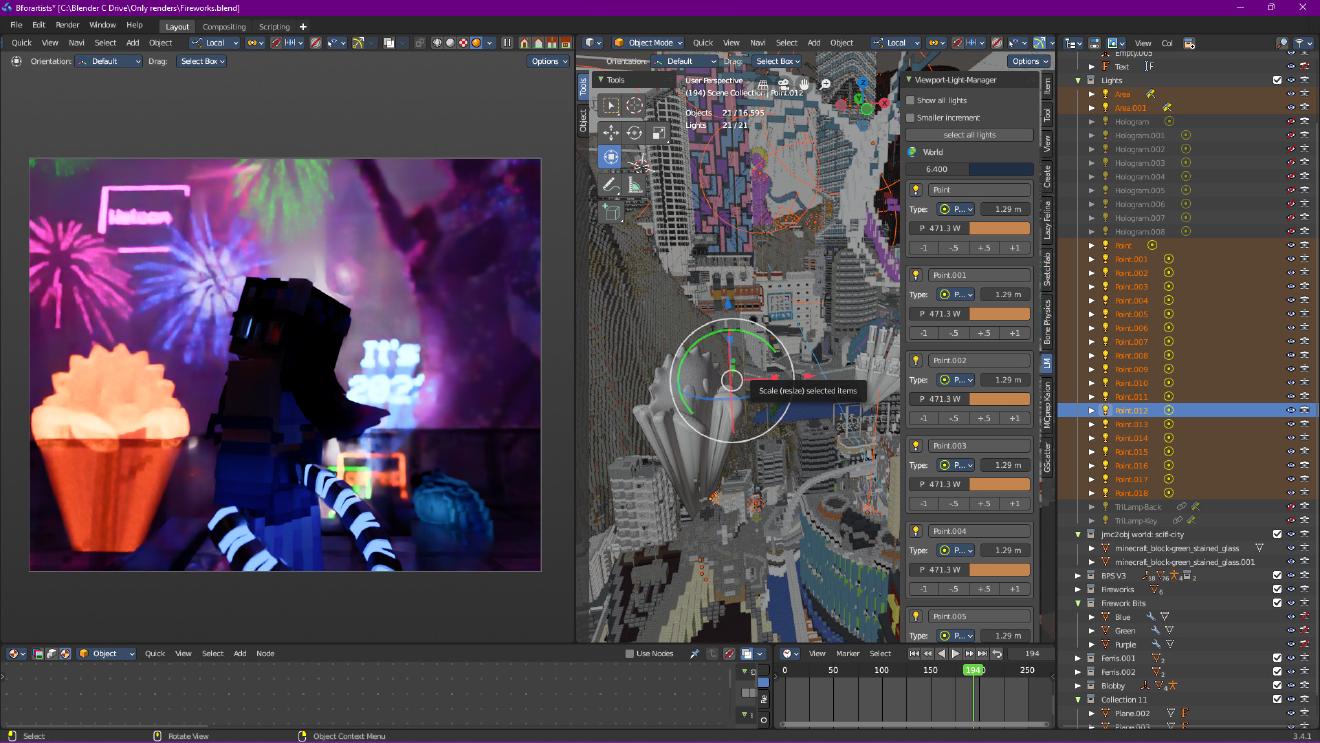 Bforartists* [C:\Blender C Drive\Only renders\Fireworks.blend]
File Edit Render Window Help Layout Compositing Scripting +
Quick View Navi Select Add Object Local
Object Mode Quick View Navi Select Add Object Local
View Col
Orientation: Default Drag: Select Box Options
Orientation: Default Drag: Select Box Options
Tools
Object
Tools
User Perspective
(194) Scene Collection | Point.012
Objects 21 / 16,595
Lights 21 / 21
Scale (resize) selected items
It's
Viewport-Light-Manager
Show all lights
Smaller increment
select all lights
World
6.400
Point
Type: P... 1.29 m
P 471.3 W
-1 -.5 +.5 +1
Point.001
Type: P... 1.29 m
P 471.3 W
-1 -.5 +.5 +1
Point.002
Type: P... 1.29 m
P 471.3 W
-1 -.5 +.5 +1
Point.003
Type: P... 1.29 m
P 471.3 W
-1 -.5 +.5 +1
Point.004
Type: P... 1.29 m
P 471.3 W
-1 -.5 +.5 +1
Point.005
Type: P... 1.29 m
Item
Tool
View
Create
Lazy Felina
Sketchfab
Bone Physics
LM
MCprep Kaion
GScatter
Empty.005
Text
Lights
Area
Area.001
Hologram
Hologram.001
Hologram.002
Hologram.003
Hologram.004
Hologram.005
Hologram.006
Hologram.007
Hologram.008
Point
Point.001
Point.002
Point.003
Point.004
Point.005
Point.006
Point.007
Point.008
Point.009
Point.010
Point.011
Point.012
Point.013
Point.014
Point.015
Point.016
Point.017
Point.018
TriLamp-Back
TriLamp-Key
jmc2obj world: scifi-city
minecraft_block-green_stained_glass
minecraft_block-green_stained_glass.001
BPS V3 38 76 4 2
Fireworks 6
Firework Bits
Blue
Green
Purple
Ferris.001 2
Ferris.002 2
Blobby 4
Collection 11
Plane.002
Plane.003
Object Quick View Select Add Node Use Nodes
View Marker Select 194
0 50 100 150 194 250
Select Rotate View Object Context Menu 3.4.1